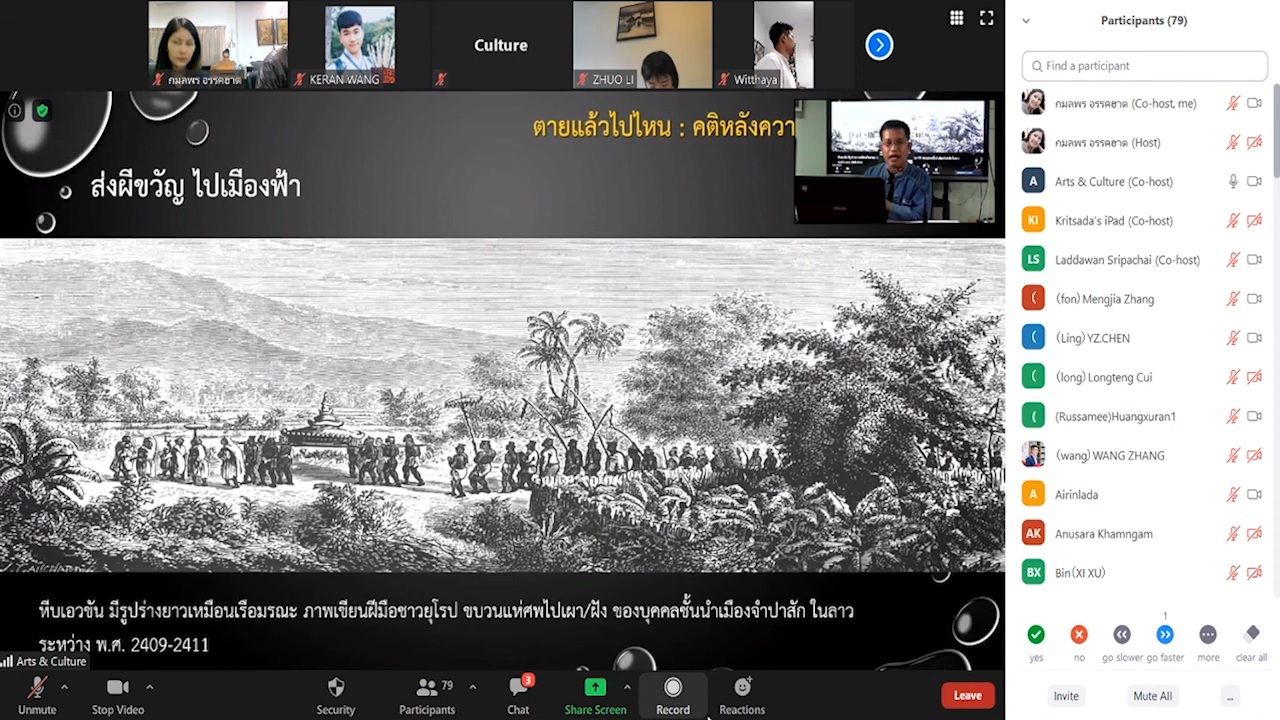 กมลพร อรรคฮาด
KERAN WANG
Culture
ZHUO LI
Witthaya
ตายแล้วไปไหน : คติหลังควา
ส่งผีขวัญ ไปเมืองฟ้า
หีบเอวขัน มีรูปร่างยาวเหมือนเรือมรณะ ภาพเขียนฝีมือชาวยุโรป ขบวนแห่ศพไปเผา/ฝัง ของบุคคลชั้นนำเมืองจำปาสัก ในลาว
ระหว่าง พ.ศ. 2409-2411
Arts & Culture
Unmute
Stop Video
Security
79
Participants
3
Chat
Share Screen
Record
Reactions
Leave
Participants (79)
Find a participant
กมลพร อรรคฮาด (Co-host, me)
กมลพร อรรคฮาด (Host)
A Arts & Culture (Co-host)
KI Kritsada's iPad (Co-host)
LS Laddawan Sripachai (Co-host)
( (fon) Mengjia Zhang
( (Ling) YZ.CHEN
( (long) Longteng Cui
( (Russamee)Huangxuran1
(wang) WANG ZHANG
A Airinlada
AK Anusara Khamngam
BX Bin(XI XU)
1
yes
no
go slower
go faster
more
clear all
Invite
Mute All
...